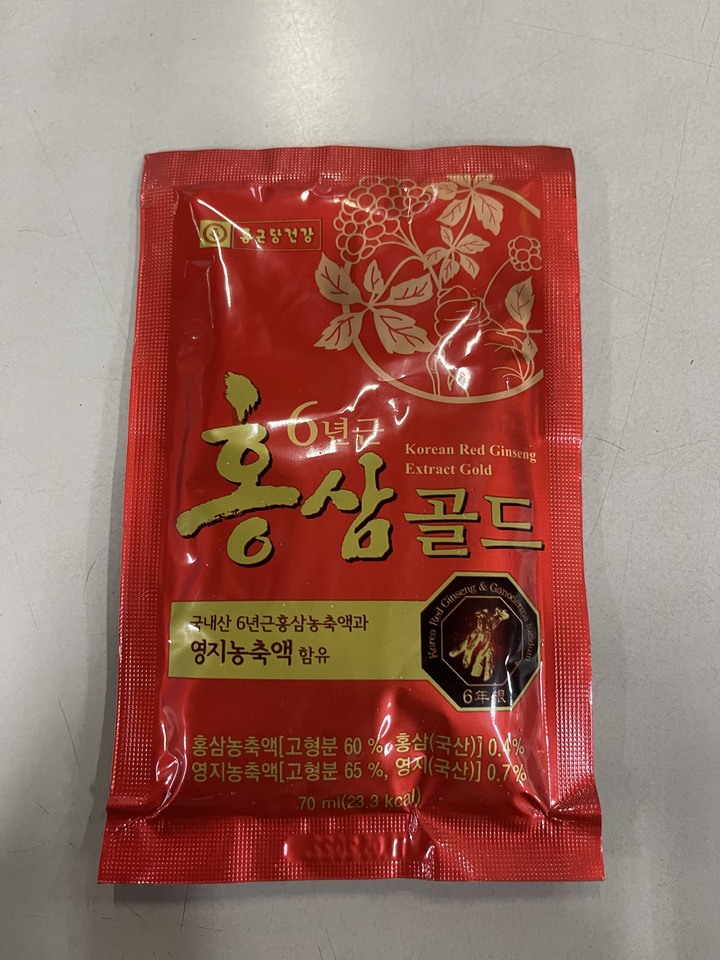 종근당건강
6년근
Korean Red Ginseng
Extract Gold
홍삼골드
국내산 6년근홍삼농축액과
영지농축액 함유
Korea Red Ginseng & Ganoderma lucidum
6年根
홍삼농축액[고형분 60 %, 홍삼(국산)] 0.4%
영지농축액[고형분 65 %, 영지(국산)] 0.7%
70 ml(23.3 kcal)